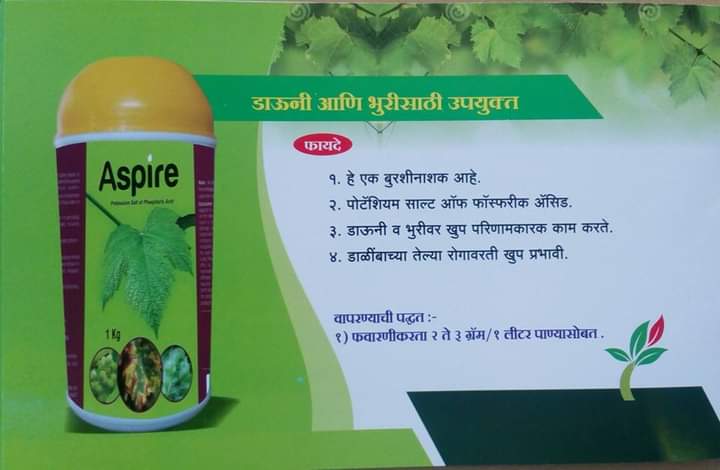 डाऊनी आणि भुरीसाठी उपयुक्त
फायदे
१. हे एक बुरशीनाशक आहे.
२. पोटॅशियम साल्ट ऑफ फॉस्फरीक ॲसिड.
३. डाऊनी व भुरीवर खुप परिणामकारक काम करते.
४. डाळींबाच्या तेल्या रोगावरती खुप प्रभावी.
वापरण्याची पद्धत :-
१) फवारणीकरता २ ते ३ ग्रॅम/१ लीटर पाण्यासोबत .
Aspire
Potassium Salt of Phosphoric Acid
1 Kg